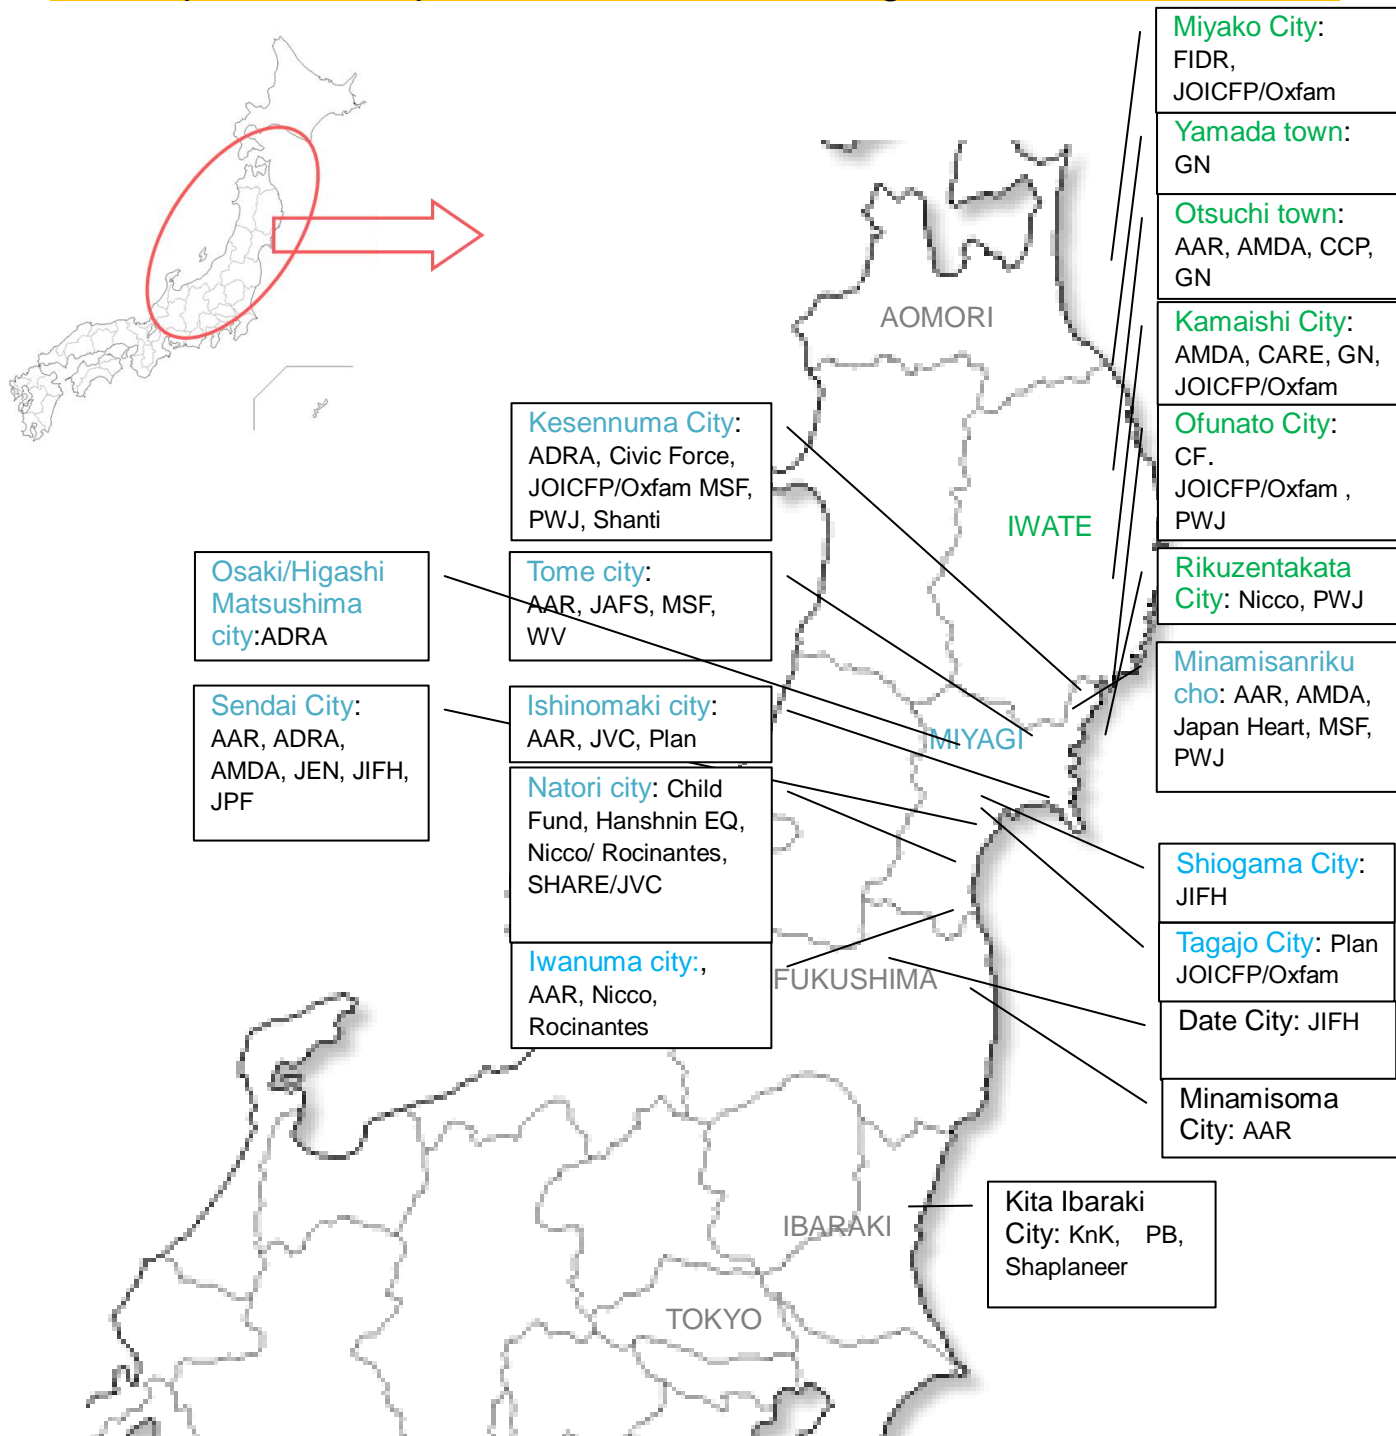 Miyako City:
FIDR,
JOICFP/Oxfam
Yamada town:
GN
Otsuchi town:
AAR, AMDA, CCP,
GN
Kamaishi City:
AMDA, CARE, GN,
JOICFP/Oxfam
Ofunato City:
CF.
JOICFP/Oxfam ,
PWJ
Rikuzentakata
City: Nicco, PWJ
Minamisanriku
cho: AAR, AMDA,
Japan Heart, MSF,
PWJ
AOMORI
IWATE
MIYAGI
Kesennuma City:
ADRA, Civic Force,
JOICFP/Oxfam MSF,
PWJ, Shanti
Osaki/Higashi
Matsushima
city:ADRA
Tome city:
AAR, JAFS, MSF,
WV
Sendai City:
AAR, ADRA,
AMDA, JEN, JIFH,
JPF
Ishinomaki city:
AAR, JVC, Plan
Natori city: Child
Fund, Hanshnin EQ,
Nicco/ Rocinantes,
SHARE/JVC
Iwanuma city:,
AAR, Nicco,
Rocinantes
FUKUSHIMA
Shiogama City:
JIFH
Tagajo City: Plan
JOICFP/Oxfam
Date City: JIFH
Minamisoma
City: AAR
Kita Ibaraki
City: KnK, PB,
Shaplaneer
IBARAKI
TOKYO